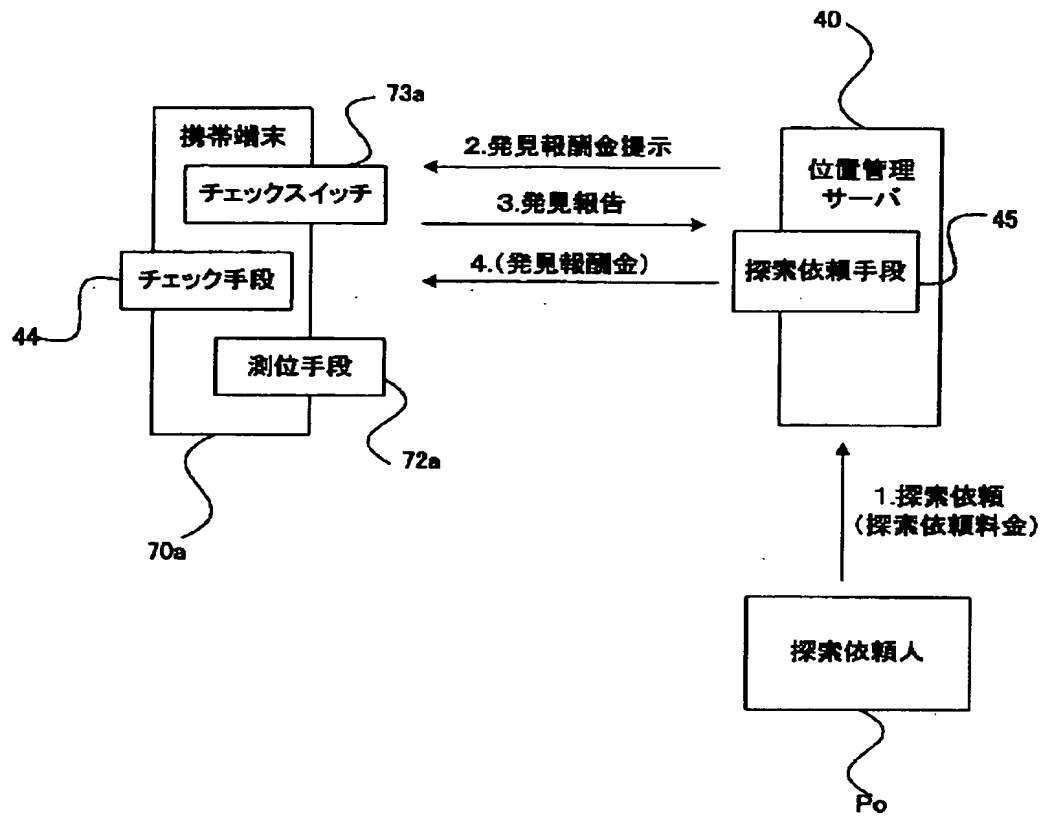 40
73a
携帯端末
チェックスイッチ
2.発見報酬金提示
位置管理
サーバ
3.発見報告
45
チェック手段
4.(発見報酬金)
探索依頼手段
44
測位手段
72a
70a
1.探索依頼
(探索依頼料金)
探索依頼人
Po